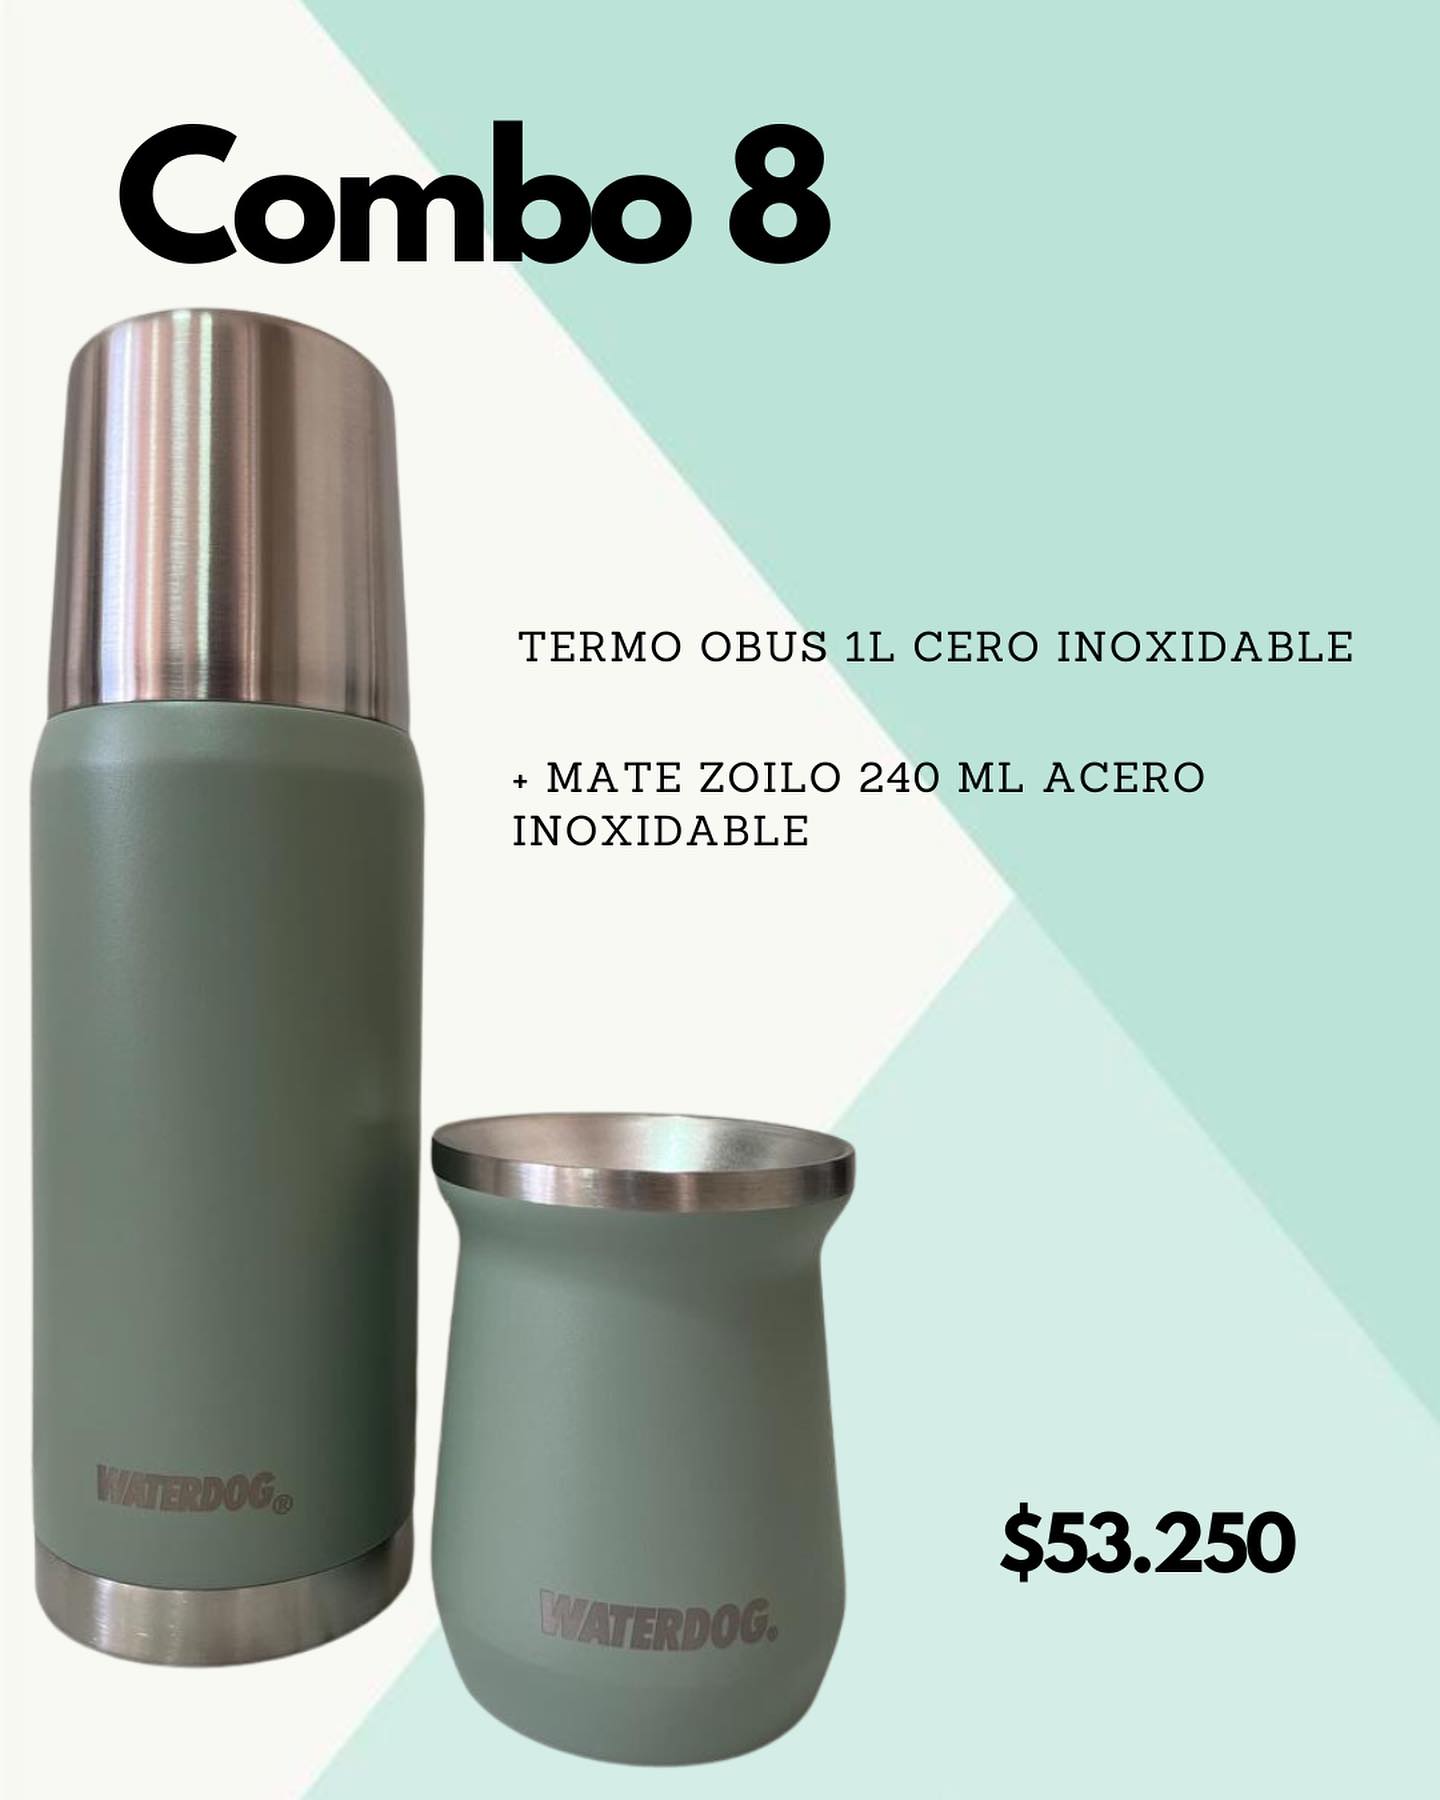 Combo 8
TERMO OBUS 1L CERO INOXIDABLE
+ MATE ZOILO 240 ML ACERO
INOXIDABLE
WATERDOG®
WATERDOG.
$53.250